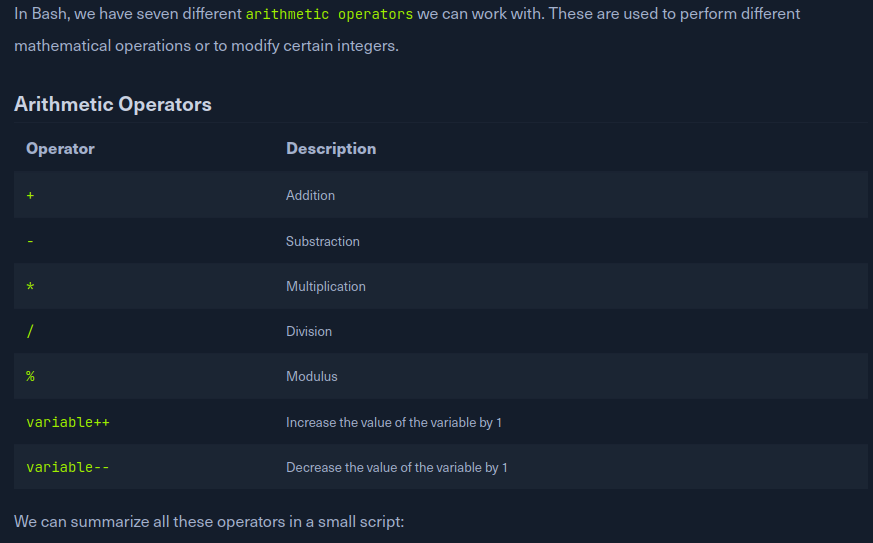 In Bash, we have seven different arithmetic operators we can work with. These are used to perform different
mathematical operations or to modify certain integers.
Arithmetic Operators
Operator Description
+ Addition
- Substraction
* Multiplication
/ Division
% Modulus
variable++ Increase the value of the variable by 1
variable-- Decrease the value of the variable by 1
We can summarize all these operators in a small script: